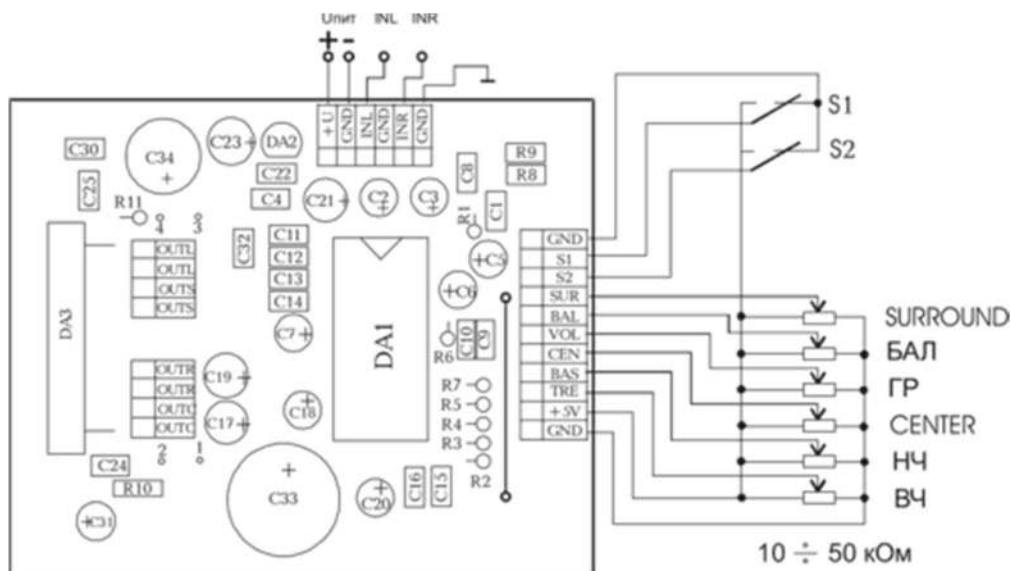 Uпит INL INR
+ -
+U GND INL GND INR GND
C30
C34
C23
DA2
C22
C4
C21
C2
C3
C8
R9
R8
C25
R11
4 3
R1
C1
C5
C6
C32
C11
C12
C13
C14
C7
OUTL
OUTL
OUTS
OUTS
DA3
DA1
R6
C10
C9
OUTR
OUTR
OUTC
OUTC
2 1
C19
C17
C18
R7
R5
R4
R3
R2
C24
R10
C31
C33
C20
C16
C15
GND
S1
S2
SUR
BAL
VOL
CEN
BAS
TRE
+5V
GND
S1
S2
SURROUND
БАЛ
ГР
CENTER
НЧ
ВЧ
10 ÷ 50 кОм